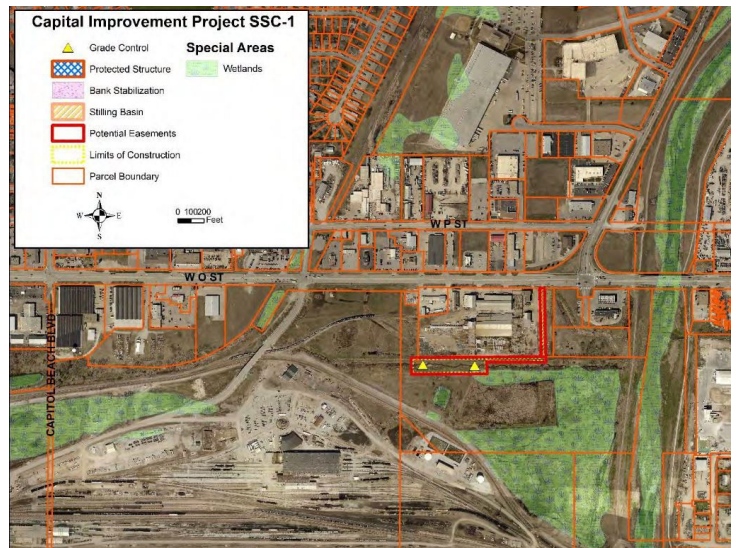 Capital Improvement Project SSC-1
Grade Control
Protected Structure
Bank Stabilization
Stilling Basin
Potential Easements
Limits of Construction
Parcel Boundary
Special Areas
Wetlands
N
W E
S
0 100200
Feet
W P ST
W O ST
CAPITOL BEACH BLVD